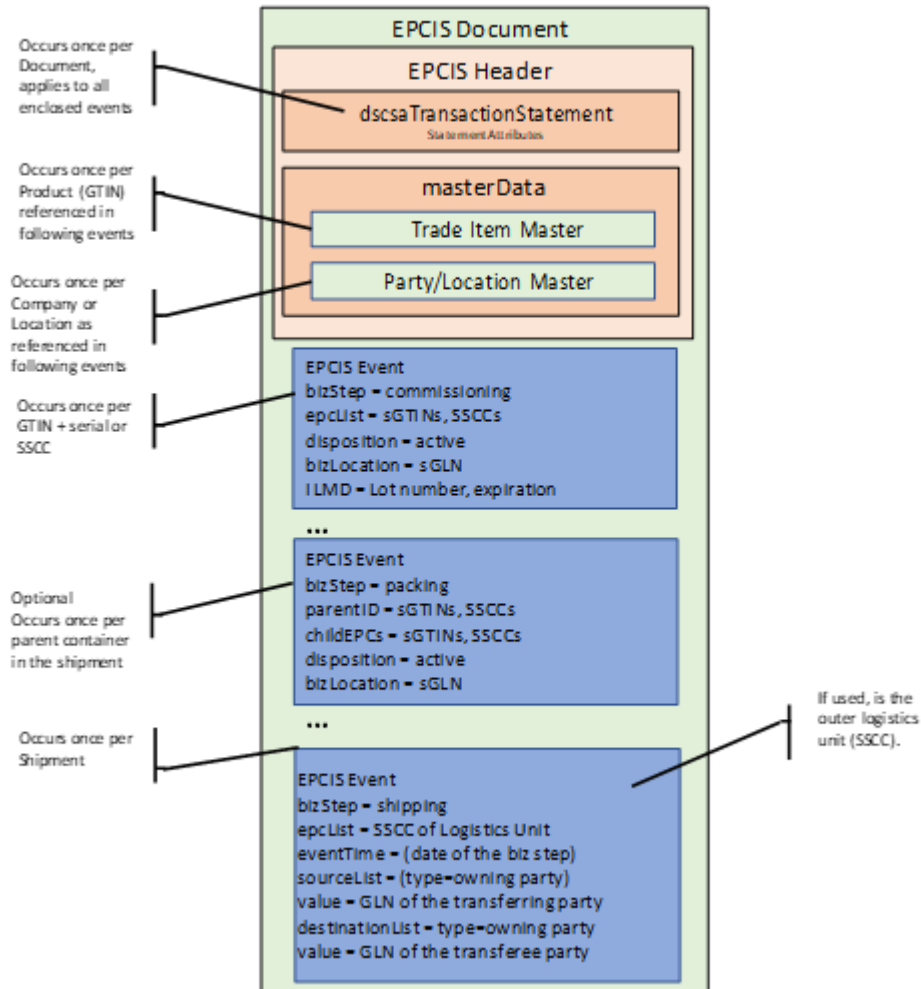 EPCIS Document
EPCIS Header
dscsaTransactionStatement
StatementAttributes
masterData
Trade Item Master
Party/Location Master
Occurs once per
Document,
applies to all
enclosed events
Occurs once per
Product (GTIN)
referenced in
following events
Occurs once per
Company or
Location as
referenced in
following events
Occurs once per
GTIN + serial or
SSCC
EPCIS Event
bizStep = commissioning
epcList = sGTINs, SSCCs
disposition = active
bizLocation = sGLN
ILMD = Lot number, expiration
...
Optional
Occurs once per
parent container
in the shipment
EPCIS Event
bizStep = packing
parentID = sGTINs, SSCCs
childEPCs = sGTINs, SSCCs
disposition = active
bizLocation = sGLN
...
If used, is the
outer logistics
unit (SSCC).
Occurs once per
Shipment
EPCIS Event
bizStep = shipping
epcList = SSCC of Logistics Unit
eventTime = (date of the biz step)
sourceList = (type=owning party)
value = GLN of the transferring party
destinationList = type=owning party
value = GLN of the transferee party